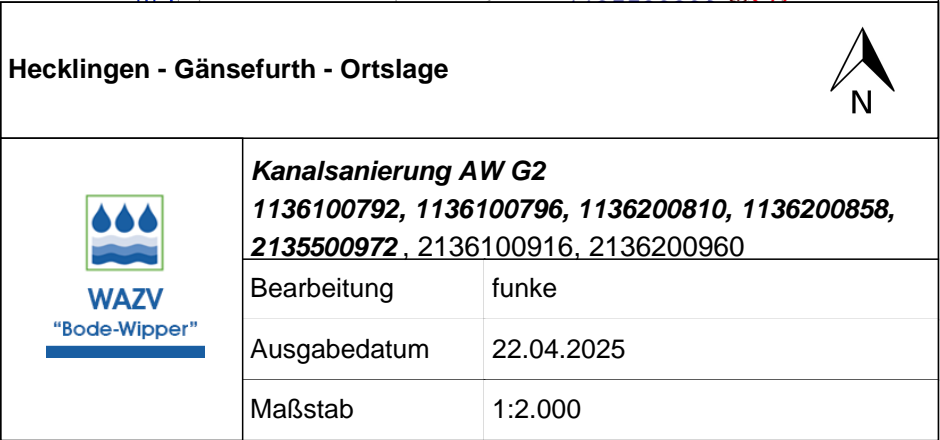 Hecklingen - Gänsefurth - Ortslage
N
Kanalsanierung AW G2
1136100792, 1136100796, 1136200810, 1136200858,
2135500972 , 2136100916, 2136200960
WAZV
“Bode-Wipper”
Bearbeitung funke
Ausgabedatum 22.04.2025
Maßstab 1:2.000